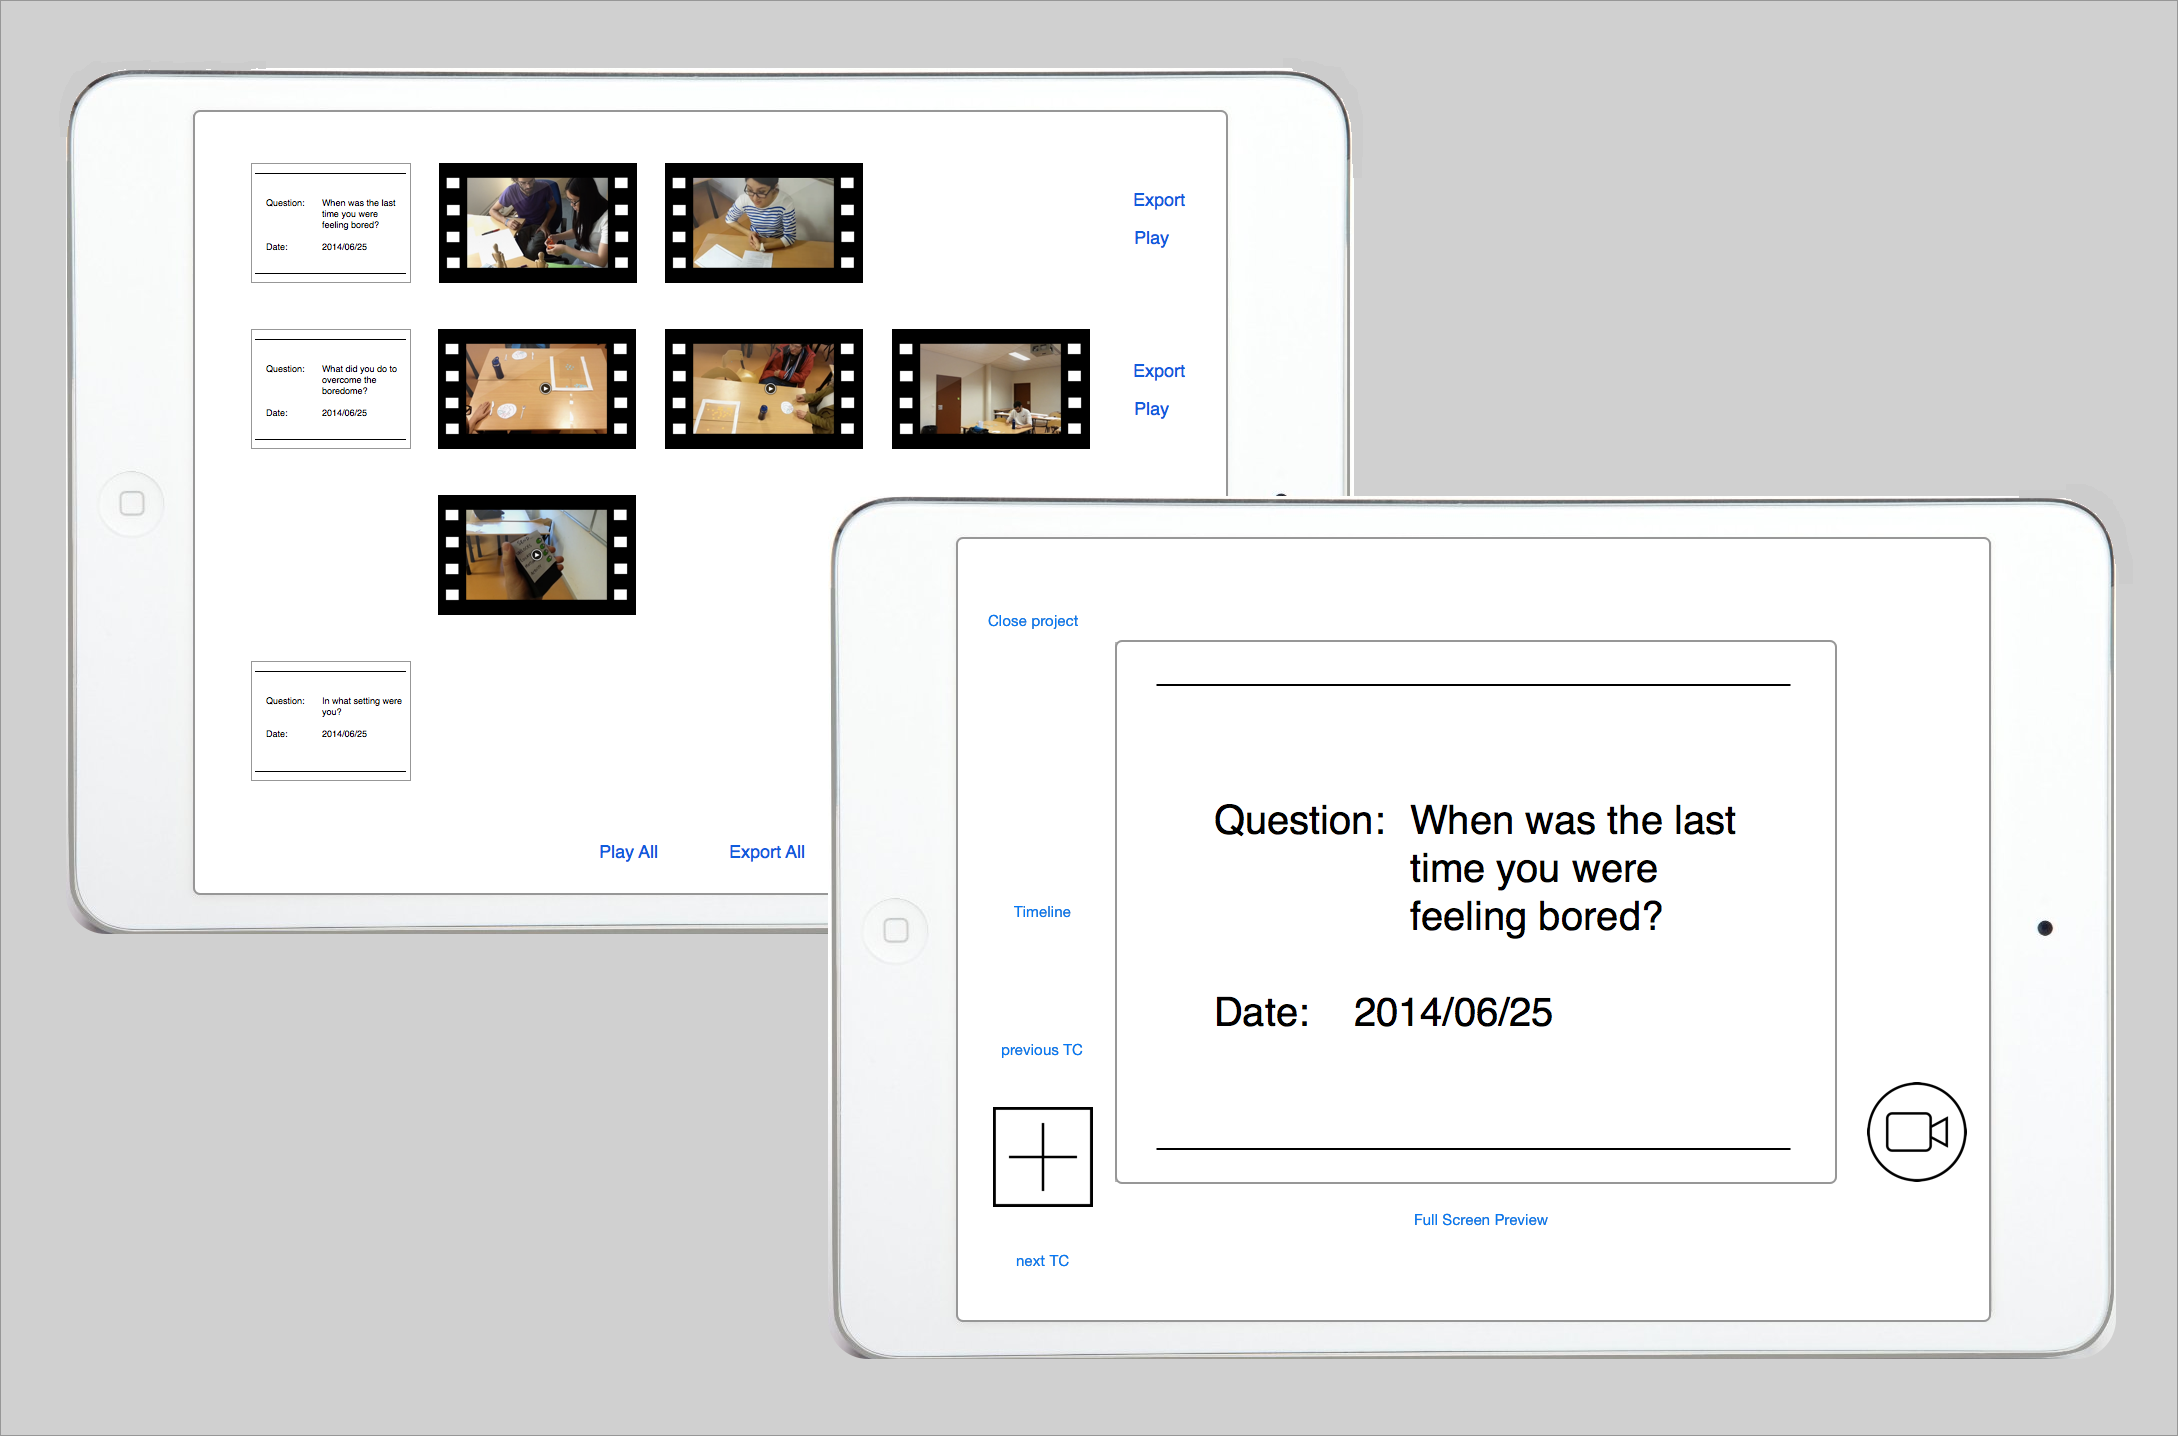 Question: When was the last
time you were
feeling bored?
Date: 2014/06/25
Export
Play
Question: What did you do to
overcome the
boredome?
Date: 2014/06/25
Export
Play
Question: In what setting were
you?
Date: 2014/06/25
Play All Export All
Close project
Question: When was the last
time you were
feeling bored?
Timeline
Date: 2014/06/25
previous TC
Full Screen Preview
next TC